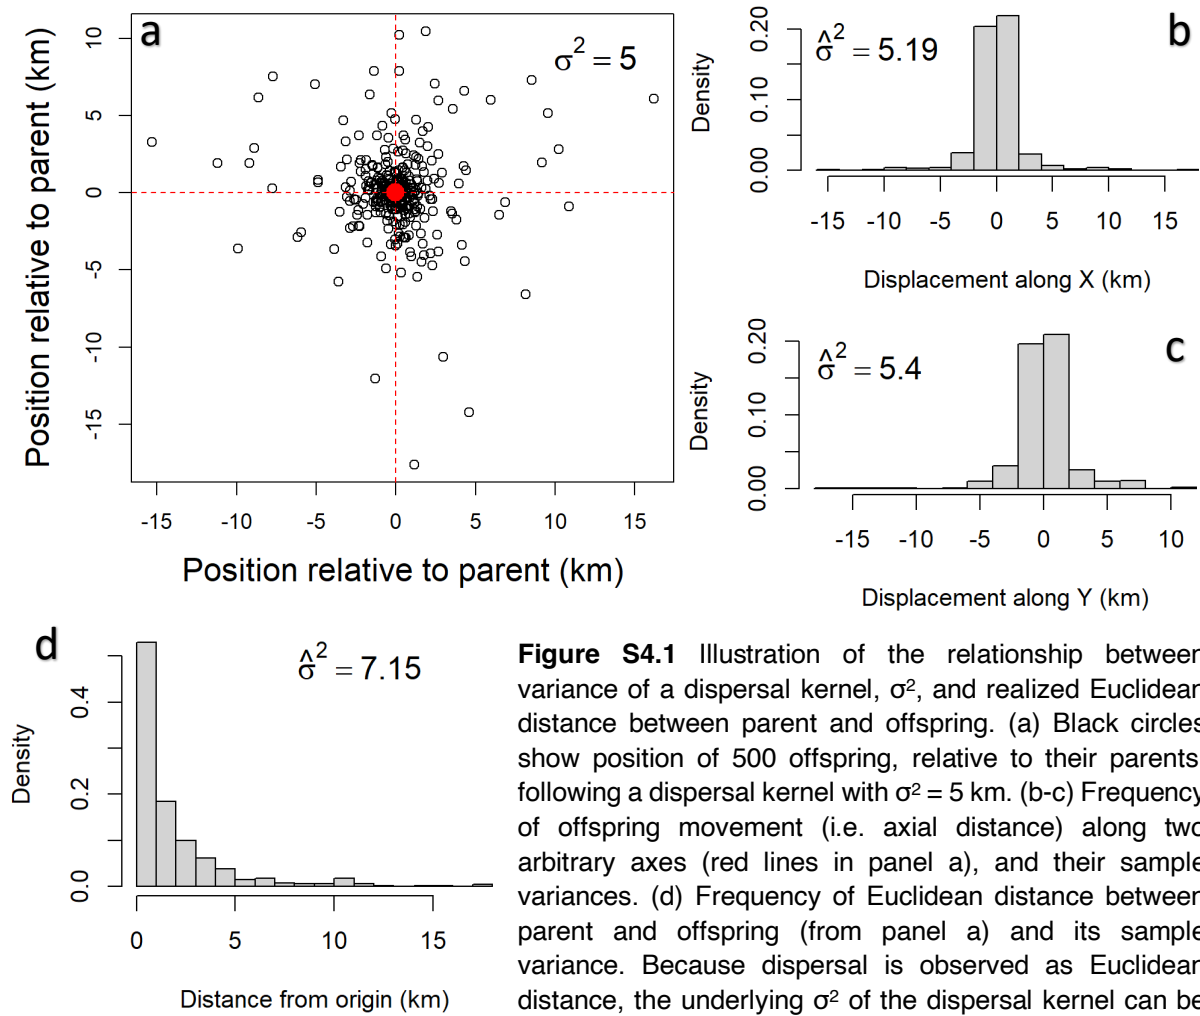 a
σ² = 5
Position relative to parent (km)
10
5
0
-5
-10
-15
-15 -10 -5 0 5 10 15
Position relative to parent (km)
b
σ̂² = 5.19
Density
0.00 0.10 0.20
-15 -10 -5 0 5 10 15
Displacement along X (km)
c
σ̂² = 5.4
Density
0.00 0.10 0.20
-15 -10 -5 0 5 10
Displacement along Y (km)
d
σ̂² = 7.15
Density
0.0 0.2 0.4
0 5 10 15
Distance from origin (km)
Figure S4.1 Illustration of the relationship between
variance of a dispersal kernel, σ², and realized Euclidean
distance between parent and offspring. (a) Black circles
show position of 500 offspring, relative to their parents
following a dispersal kernel with σ² = 5 km. (b-c) Frequency
of offspring movement (i.e. axial distance) along two
arbitrary axes (red lines in panel a), and their sample
variances. (d) Frequency of Euclidean distance between
parent and offspring (from panel a) and its sample
variance. Because dispersal is observed as Euclidean
distance, the underlying σ² of the dispersal kernel can be